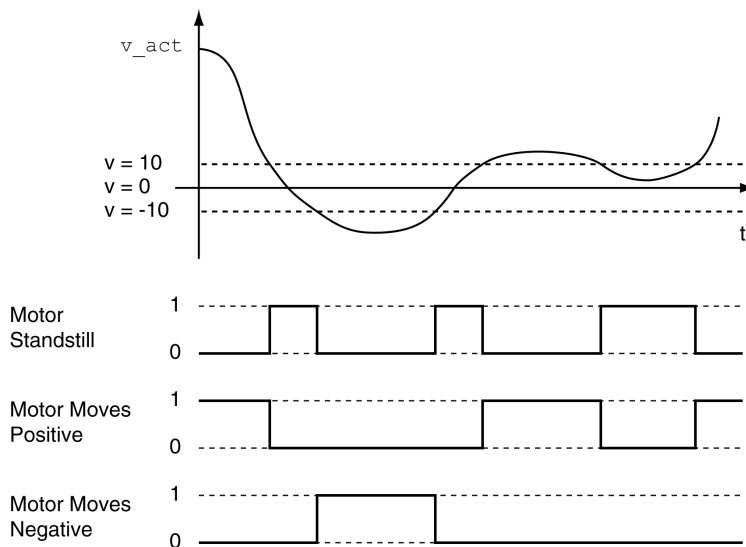 v_act
v = 10
v = 0
v = -10
t
Motor
Standstill
1
0
Motor Moves
Positive
1
0
Motor Moves
Negative
1
0